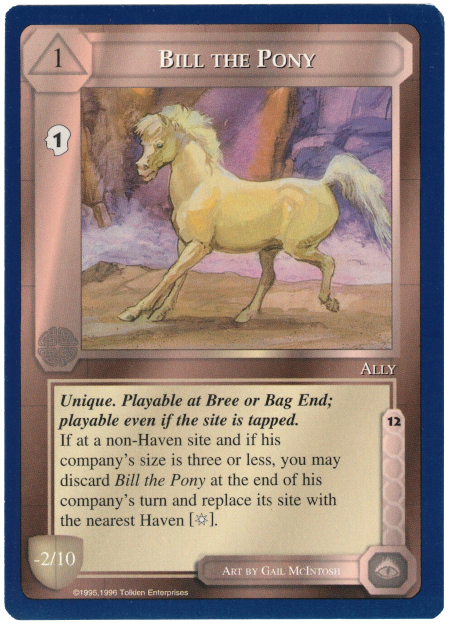 1
BILL THE PONY
1
ALLY
Unique. Playable at Bree or Bag End;
playable even if the site is tapped.
If at a non-Haven site and if his
company's size is three or less, you may
discard Bill the Pony at the end of his
company's turn and replace its site with
the nearest Haven [☼].
12
-2/10
ART BY GAIL MCINTOSH
©1995,1996 Tolkien Enterprises